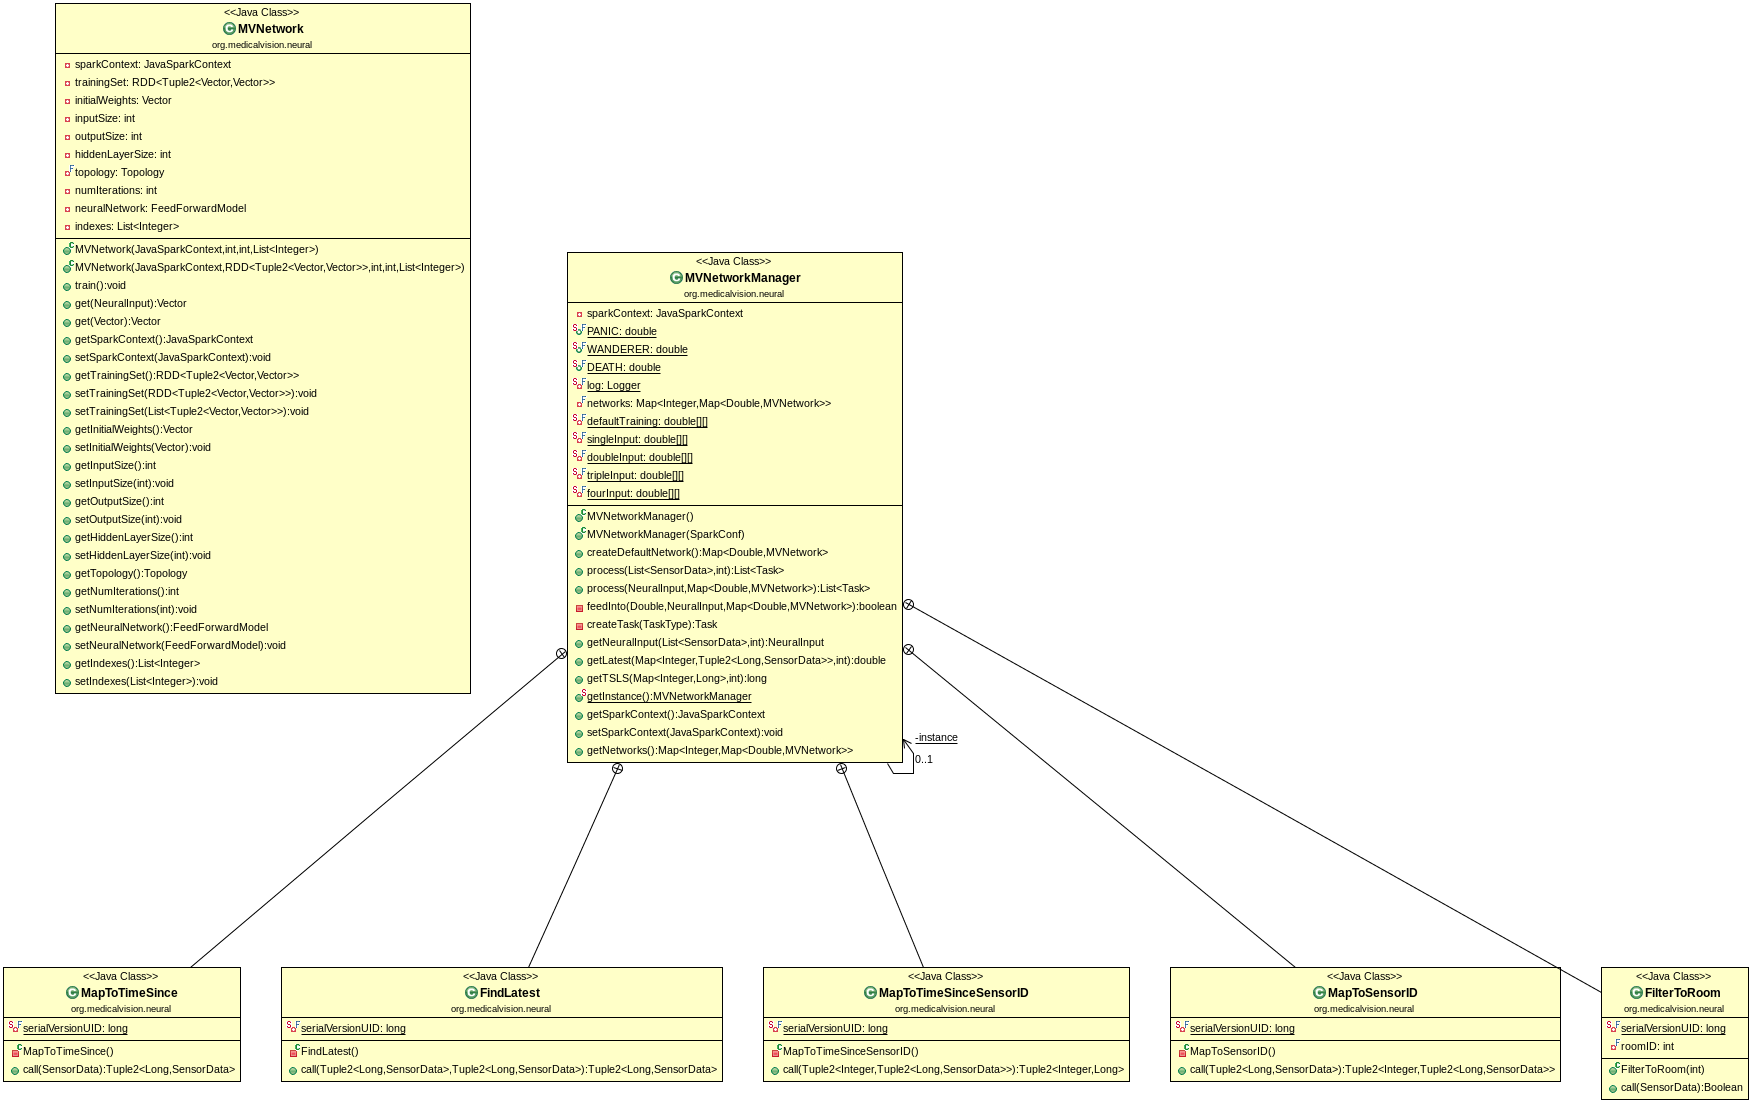 <<Java Class>>
MVNetwork
org.medicalvision.neural
sparkContext: JavaSparkContext
trainingSet: RDD<Tuple2<Vector,Vector>>
initialWeights: Vector
inputSize: int
outputSize: int
hiddenLayerSize: int
topology: Topology
numIterations: int
neuralNetwork: FeedForwardModel
indexes: List<Integer>
MVNetwork(JavaSparkContext,int,int,List<Integer>)
MVNetwork(JavaSparkContext,RDD<Tuple2<Vector,Vector>>,int,int,List<Integer>)
train():void
get(NeuralInput):Vector
get(Vector):Vector
getSparkContext():JavaSparkContext
setSparkContext(JavaSparkContext):void
getTrainingSet():RDD<Tuple2<Vector,Vector>>
setTrainingSet(RDD<Tuple2<Vector,Vector>>):void
setTrainingSet(List<Tuple2<Vector,Vector>>):void
getInitialWeights():Vector
setInitialWeights(Vector):void
getInputSize():int
setInputSize(int):void
getOutputSize():int
setOutputSize(int):void
getHiddenLayerSize():int
setHiddenLayerSize(int):void
getTopology():Topology
getNumIterations():int
setNumIterations(int):void
getNeuralNetwork():FeedForwardModel
setNeuralNetwork(FeedForwardModel):void
getIndexes():List<Integer>
setIndexes(List<Integer>):void
<<Java Class>>
MVNetworkManager
org.medicalvision.neural
sparkContext: JavaSparkContext
PANIC: double
WANDERER: double
DEATH: double
log: Logger
networks: Map<Integer,Map<Double,MVNetwork>>
defaultTraining: double[][]
singleInput: double[][]
doubleInput: double[][]
tripleInput: double[][]
fourInput: double[][]
MVNetworkManager()
MVNetworkManager(SparkConf)
createDefaultNetwork():Map<Double,MVNetwork>
process(List<SensorData>,int):List<Task>
process(NeuralInput,Map<Double,MVNetwork>):List<Task>
feedInto(Double,NeuralInput,Map<Double,MVNetwork>):boolean
createTask(TaskType):Task
getNeuralInput(List<SensorData>,int):NeuralInput
getLatest(Map<Integer,Tuple2<Long,SensorData>>,int):double
getTSLS(Map<Integer,Long>,int):long
getInstance():MVNetworkManager
getSparkContext():JavaSparkContext
setSparkContext(JavaSparkContext):void
getNetworks():Map<Integer,Map<Double,MVNetwork>>
-instance
0..1
<<Java Class>>
MapToTimeSince
org.medicalvision.neural
serialVersionUID: long
MapToTimeSince()
call(SensorData):Tuple2<Long,SensorData>
<<Java Class>>
FindLatest
org.medicalvision.neural
serialVersionUID: long
FindLatest()
call(Tuple2<Long,SensorData>,Tuple2<Long,SensorData>):Tuple2<Long,SensorData>
<<Java Class>>
MapToTimeSinceSensorID
org.medicalvision.neural
serialVersionUID: long
MapToTimeSinceSensorID()
call(Tuple2<Integer,Tuple2<Long,SensorData>>):Tuple2<Integer,Long>
<<Java Class>>
MapToSensorID
org.medicalvision.neural
serialVersionUID: long
MapToSensorID()
call(Tuple2<Long,SensorData>):Tuple2<Integer,Tuple2<Long,SensorData>>
<<Java Class>>
FilterToRoom
org.medicalvision.neural
serialVersionUID: long
roomID: int
FilterToRoom(int)
call(SensorData):Boolean